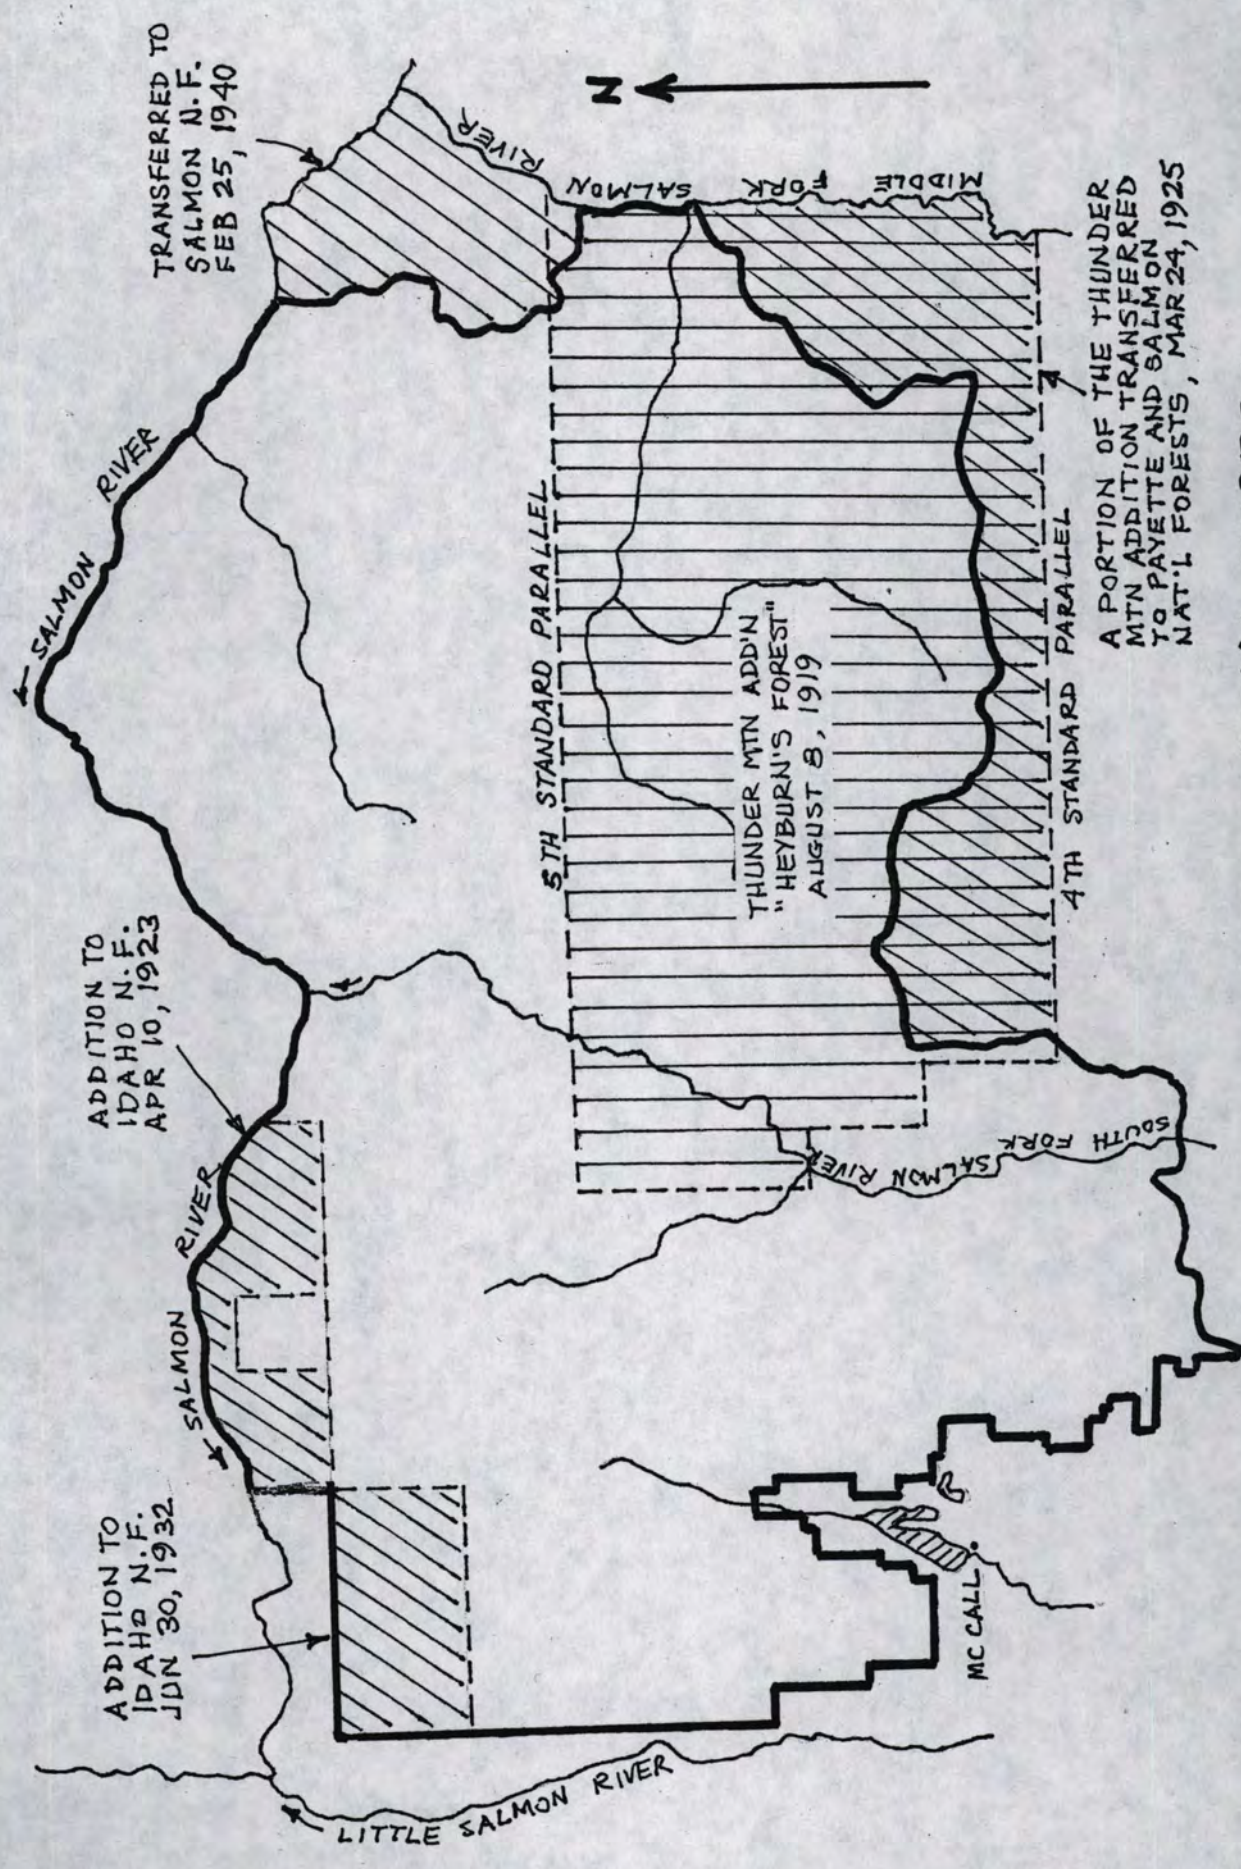 TRANSFERRED TO
SALMON N.F.
FEB 25, 1940
ADDITION TO
IDAHO N.F.
APR 10, 1923
ADDITION TO
IDAHO N.F.
JUN 30, 1932
SALMON RIVER
SALMON RIVER
LITTLE SALMON RIVER
N
MIDDLE FORK SALMON RIVER
5TH STANDARD PARALLEL
THUNDER MTN ADD'N
"HEYBURN'S FOREST"
AUGUST 8, 1919
4TH STANDARD PARALLEL
SOUTH FORK SALMON RIVER
MC CALL
A PORTION OF THE THUNDER
MTN ADDITION TRANSFERRED
TO PAYETTE AND SALMON
NAT'L FORESTS, MAR 24, 1925